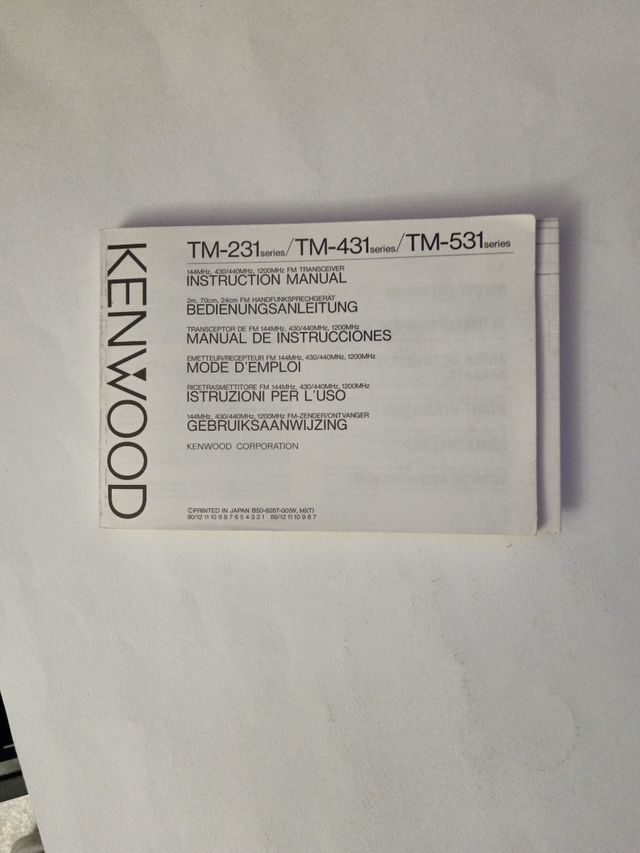 KENWOOD
TM-231series/TM-431series/TM-531series
144MHz, 430/440MHz, 1200MHz FM TRANSCEIVER
INSTRUCTION MANUAL
2m, 70cm, 24cm FM HANDFUNKSPRECHGERÄT
BEDIENUNGSANLEITUNG
TRANSCEPTOR DE FM 144MHz, 430/440MHz, 1200MHz
MANUAL DE INSTRUCCIONES
EMETTEUR/RECEPTEUR FM 144MHz, 430/440MNz, 1200MHz
MODE D'EMPLOI
RICETRASMETTITORE FM 144MHz, 430/440MHz, 1200MHz
ISTRUZIONI PER L'USO
144MHz, 430/440MHz, 1200MHz FM-ZENDER/ONTVANGER
GEBRUIKSAANWIJZING
KENWOOD CORPORATION
©PRINTED IN JAPAN B50-8287-00(W, M)(T)
90/12 11 10 9 8 7 6 5 4 3 2 1 89/12 11 10 9 8 7